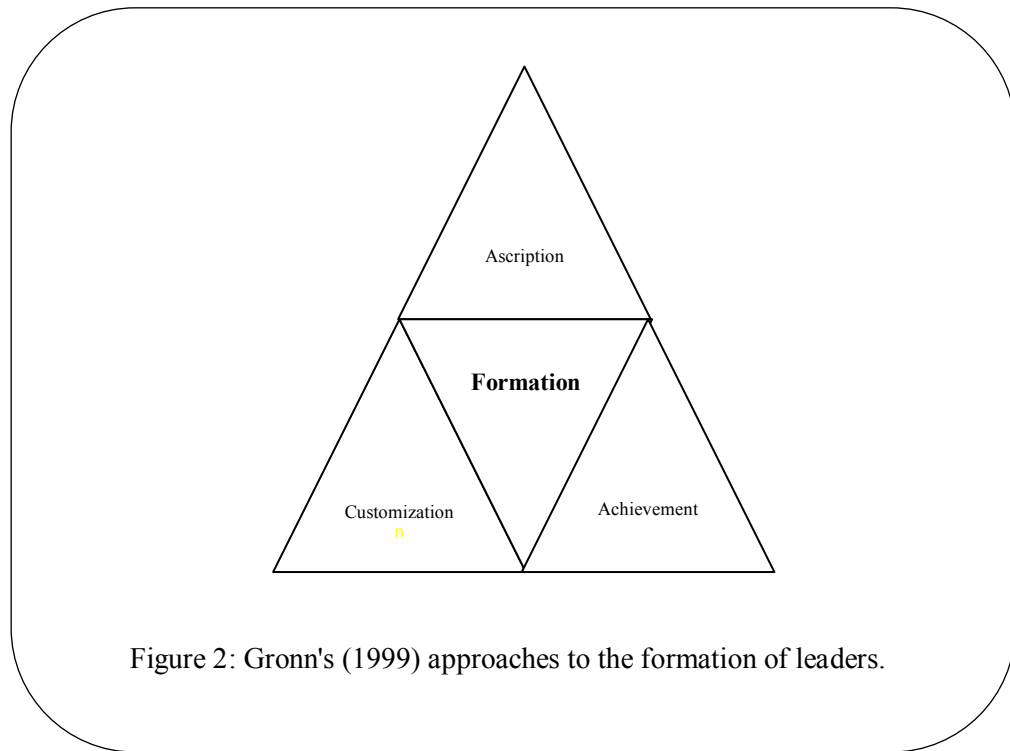 Ascription
Formation
Customization
n
Achievement
Figure 2: Gronn's (1999) approaches to the formation of leaders.